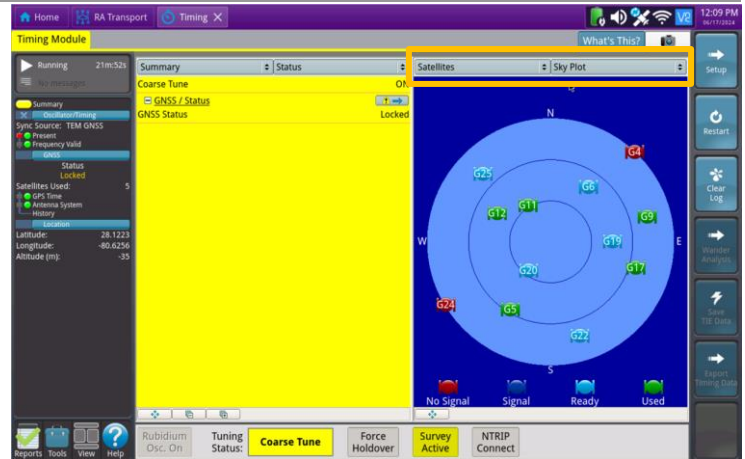 Home
RA Transport
Timing X
V2
12:09 PM
06/17/2024
Timing Module
What's This?
Running 21m:52s
No messages
Summary
Oscillator/Timing
Sync Source: TEM GNSS
Present
Frequency Valid
GNSS
Status
Locked
Satellites Used: 5
GPS Time
Antenna System
History
Location
Latitude: 28.1223
Longitude: -80.6256
Altitude (m): -35
Summary Status
Coarse Tune ON
GNSS / Status
GNSS Status Locked
Satellites Sky Plot
N
G4
G25
G6
G11
G12
G9
W
G19
E
G20
G17
G24
G5
G22
S
No Signal Signal Ready Used
Setup
Restart
Clear
Log
Wander
Analysis
Save
TIE Data
Export
Timing Data
Reports Tools View Help
Rubidium
Osc. On
Tuning
Status:
Coarse Tune
Force
Holdover
Survey
Active
NTRIP
Connect